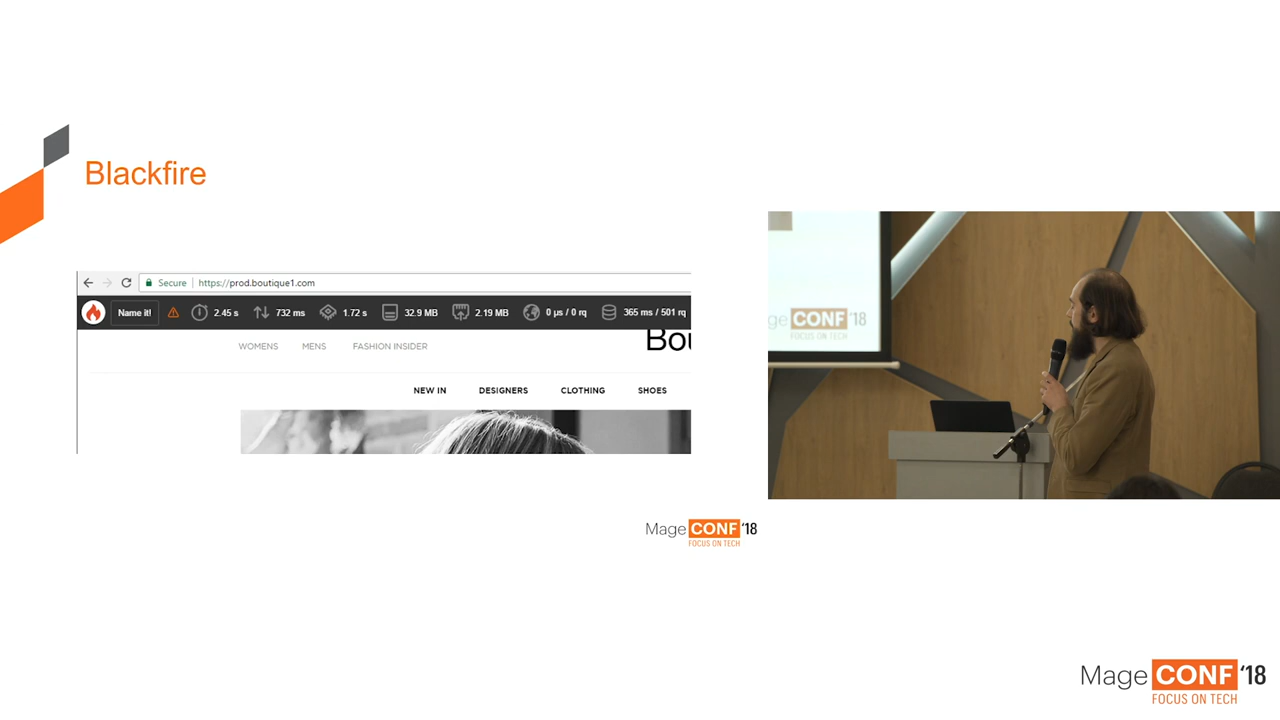 Blackfire
Secure https://prod.boutique1.com
Name it! 2.45 s 732 ms 1.72 s 32.9 MB 2.19 MB 0 µs / 0 rq 365 ms / 501 rq
WOMENS MENS FASHION INSIDER
Bou
NEW IN DESIGNERS CLOTHING SHOES
ge CONF '18
FOCUS ON TECH
Mage CONF '18
FOCUS ON TECH
Mage CONF '18
FOCUS ON TECH